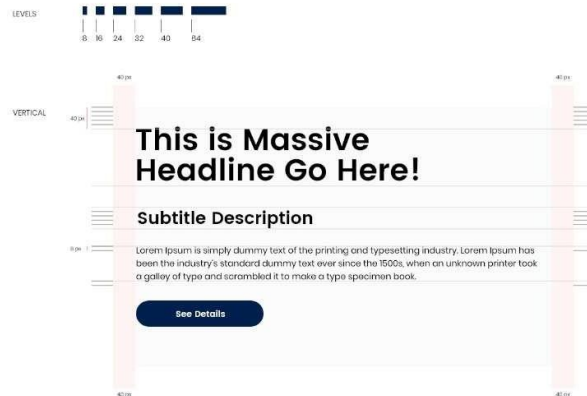 LEVELS
8 16 24 32 40 64
40 px 40 px
VERTICAL
40 px
This is Massive
Headline Go Here!
Subtitle Description
8 px
Lorem Ipsum is simply dummy text of the printing and typesetting industry. Lorem Ipsum has
been the industry's standard dummy text ever since the 1500s, when an unknown printer took
a galley of type and scrambled it to make a type specimen book.
See Details
40 px 40 px